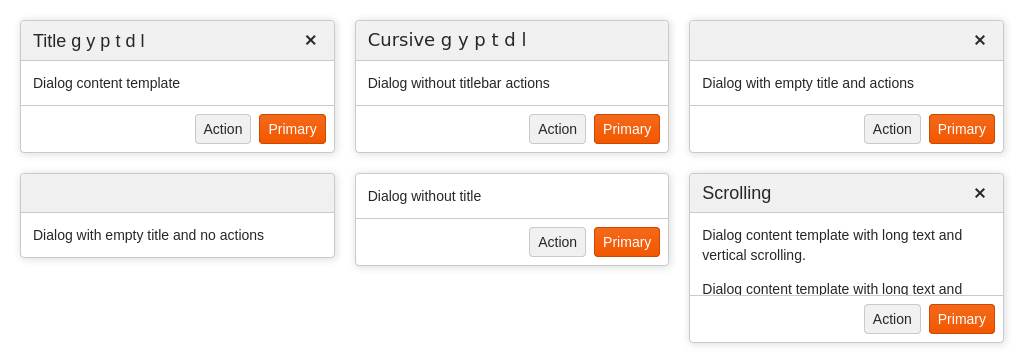 Title g y p t d l
Dialog content template
Action Primary
Cursive g y p t d l
Dialog without titlebar actions
Action Primary
Dialog with empty title and actions
Action Primary
Dialog with empty title and no actions
Dialog without title
Action Primary
Scrolling
Dialog content template with long text and
vertical scrolling.
Dialog content template with long text and
Action Primary